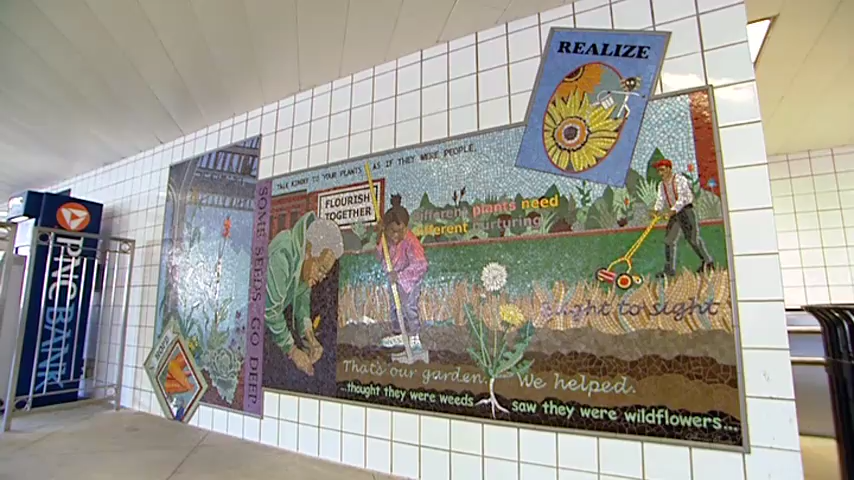 REALIZE
TALK KINDLY TO YOUR PLANTS AS IF THEY WERE PEOPLE.
FLOURISH
TOGETHER
different plants need
different nurturing
SOME SEEDS GO DEEP.
PNC BANK
to sight
That's our garden. We helped.
...thought they were weeds saw they were wildflowers...